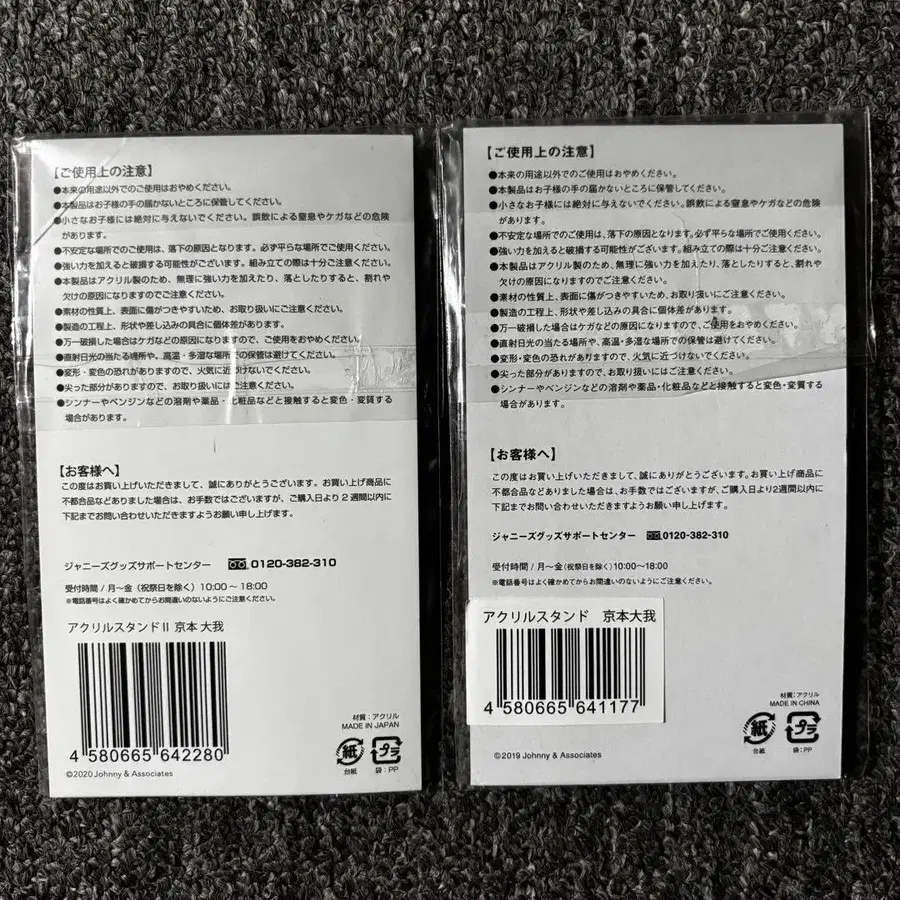 【ご使用上の注意】
●本来の用途以外でのご使用はおやめください。
●本製品はお子様の手の届かないところに保管してください。
●小さなお子様には絶対に与えないでください。誤飲による窒息やケガなどの危険
があります。
●不安定な場所でのご使用は、落下の原因となります。必ず平らな場所でご使用ください。
●強い力を加えると破損する可能性がございます。組み立ての際は十分ご注意ください。
●本製品はアクリル製のため、無理に強い力を加えたり、落としたりすると、割れや
欠けの原因になりますのでご注意ください。
●素材の性質上、表面に傷がつきやすいため、お取り扱いにご注意ください。
●製造の工程上、形状や差し込みの具合に個体差があります。
●万一破損した場合はケガなどの原因になりますので、ご使用をおやめください。
●直射日光の当たる場所や、高温・多湿な場所での保管は避けてください。
●変形・変色の恐れがありますので、火気に近づけないでください。
●尖った部分がありますので、お取り扱いにはご注意ください。
●シンナーやベンジンなどの溶剤や薬品・化粧品などと接触すると変色・変質する
場合があります。
【お客様へ】
この度はお買い上げいただきまして、誠にありがとうございます。お買い上げ商品に
不都合品などありました場合は、お手数ではございますが、ご購入日より2週間以内に
下記までお問い合わせいただきますようお願い申し上げます。
ジャニーズグッズサポートセンター 0120-382-310
受付時間 / 月〜金(祝祭日を除く)10:00〜18:00
※電話番号はよく確かめてからお間違いのないようにご注意ください。
アクリルスタンドⅡ 京本 大我
4 580665 642280
©2020 Johnny & Associates
材質:アクリル
MADE IN JAPAN
紙 プラ
台紙 袋:PP
【ご使用上の注意】
●本来の用途以外でのご使用はおやめください。
●本製品はお子様の手の届かないところに保管してください。
●小さなお子様には絶対に与えないでください。誤飲による窒息やケガなどの危険
があります。
●不安定な場所でのご使用は、落下の原因となります。必ず平らな場所でご使用ください。
●強い力を加えると破損する可能性がございます。組み立ての際は十分ご注意ください。
●本製品はアクリル製のため、無理に強い力を加えたり、落としたりすると、割れや
欠けの原因になりますのでご注意ください。
●素材の性質上、表面に傷がつきやすいため、お取り扱いにご注意ください。
●製造の工程上、形状や差し込みの具合に個体差があります。
●万一破損した場合はケガなどの原因になりますので、ご使用をおやめください。
●直射日光の当たる場所や、高温・多湿な場所での保管は避けてください。
●変形・変色の恐れがありますので、火気に近づけないでください。
●尖った部分がありますので、お取り扱いにはご注意ください。
●シンナーやベンジンなどの溶剤や薬品・化粧品などと接触すると変色・変質する
場合があります。
【お客様へ】
この度はお買い上げいただきまして、誠にありがとうございます。お買い上げ商品に
不都合品などありました場合は、お手数ではございますが、ご購入日より2週間以内に
下記までお問い合わせいただきますようお願い申し上げます。
ジャニーズグッズサポートセンター 0120-382-310
受付時間 / 月〜金(祝祭日を除く)10:00〜18:00
※電話番号はよく確かめてからお間違いのないようにご注意ください。
アクリルスタンド 京本大我
4 580665 641177
©2019 Johnny & Associates
材質:アクリル
MADE IN CHINA
紙 プラ
台紙 袋:PP